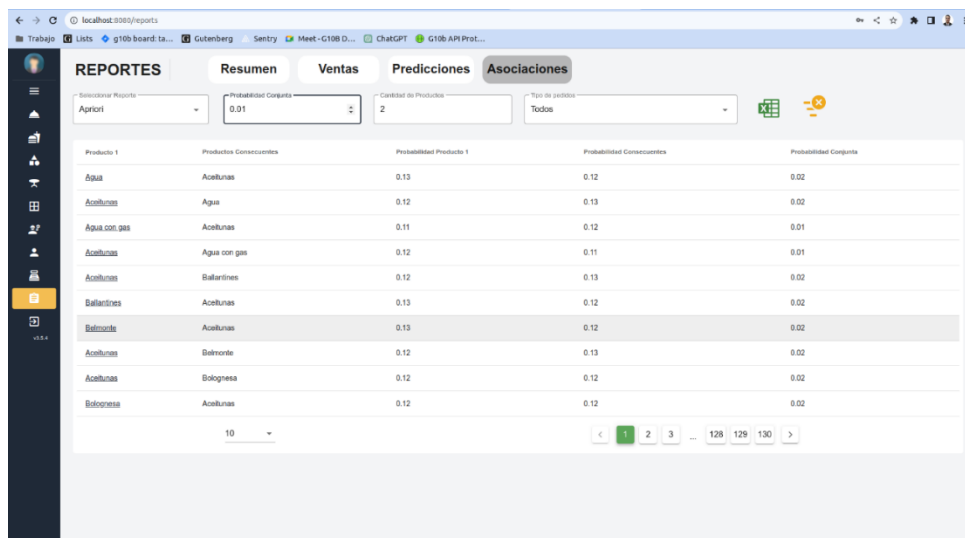 localhost:8080/reports
Trabajo Lists g10b board: ta... Gutenberg Sentry Meet - G10B D... ChatGPT G10b API Prot...
REPORTES Resumen Ventas Predicciones Asociaciones
Seleccionar Reporte Probabilidad Conjunta Cantidad de Productos Tipo de pedidos
Apriori 0.01 2 Todos
Producto 1 Productos Consecuentes Probabilidad Producto 1 Probabilidad Consecuentes Probabilidad Conjunta
Agua Aceitunas 0.13 0.12 0.02
Aceitunas Agua 0.12 0.13 0.02
Agua con gas Aceitunas 0.11 0.12 0.01
Aceitunas Agua con gas 0.12 0.11 0.01
Aceitunas Ballantines 0.12 0.13 0.02
Ballantines Aceitunas 0.13 0.12 0.02
Belmonte Aceitunas 0.13 0.12 0.02
Aceitunas Belmonte 0.12 0.13 0.02
Aceitunas Bolognesa 0.12 0.12 0.02
Bolognesa Aceitunas 0.12 0.12 0.02
10 < 1 2 3 ... 128 129 130 >